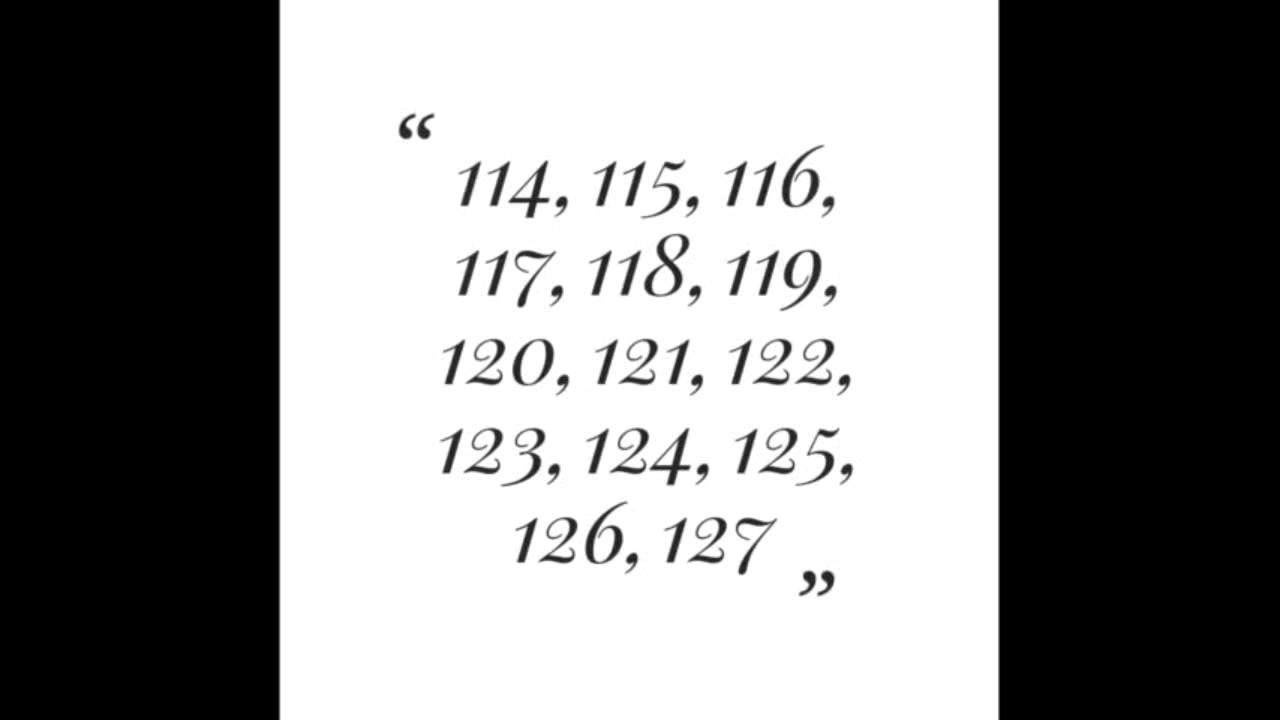 “
114, 115, 116,
117, 118, 119,
120, 121, 122,
123, 124, 125,
126, 127
”